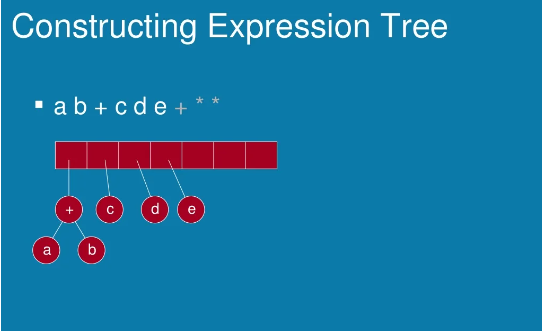 Constructing Expression Tree
▪ a b + c d e + * *
+ c d e
a b